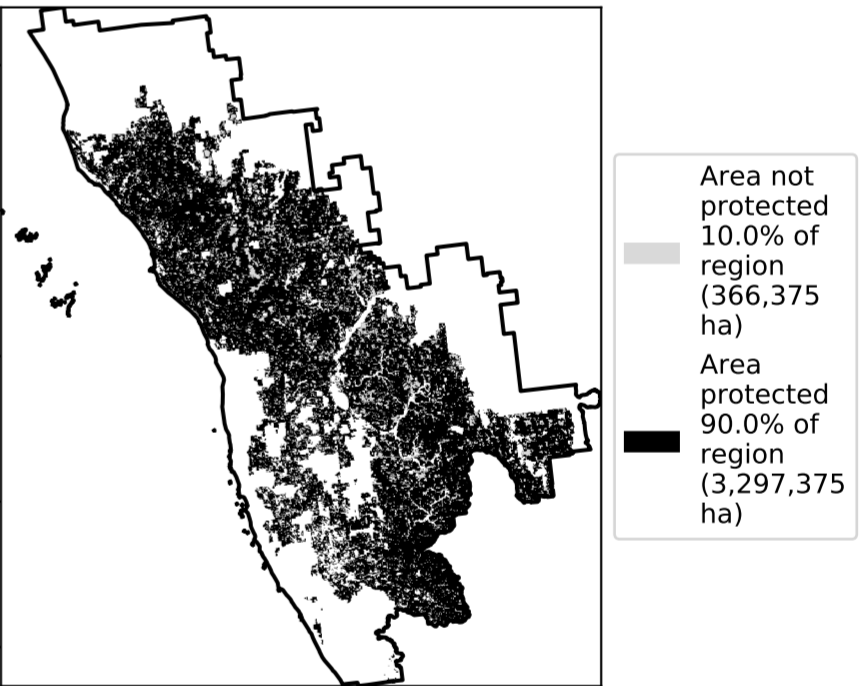 Area not
protected
10.0% of
region
(366,375
ha)
Area
protected
90.0% of
region
(3,297,375
ha)